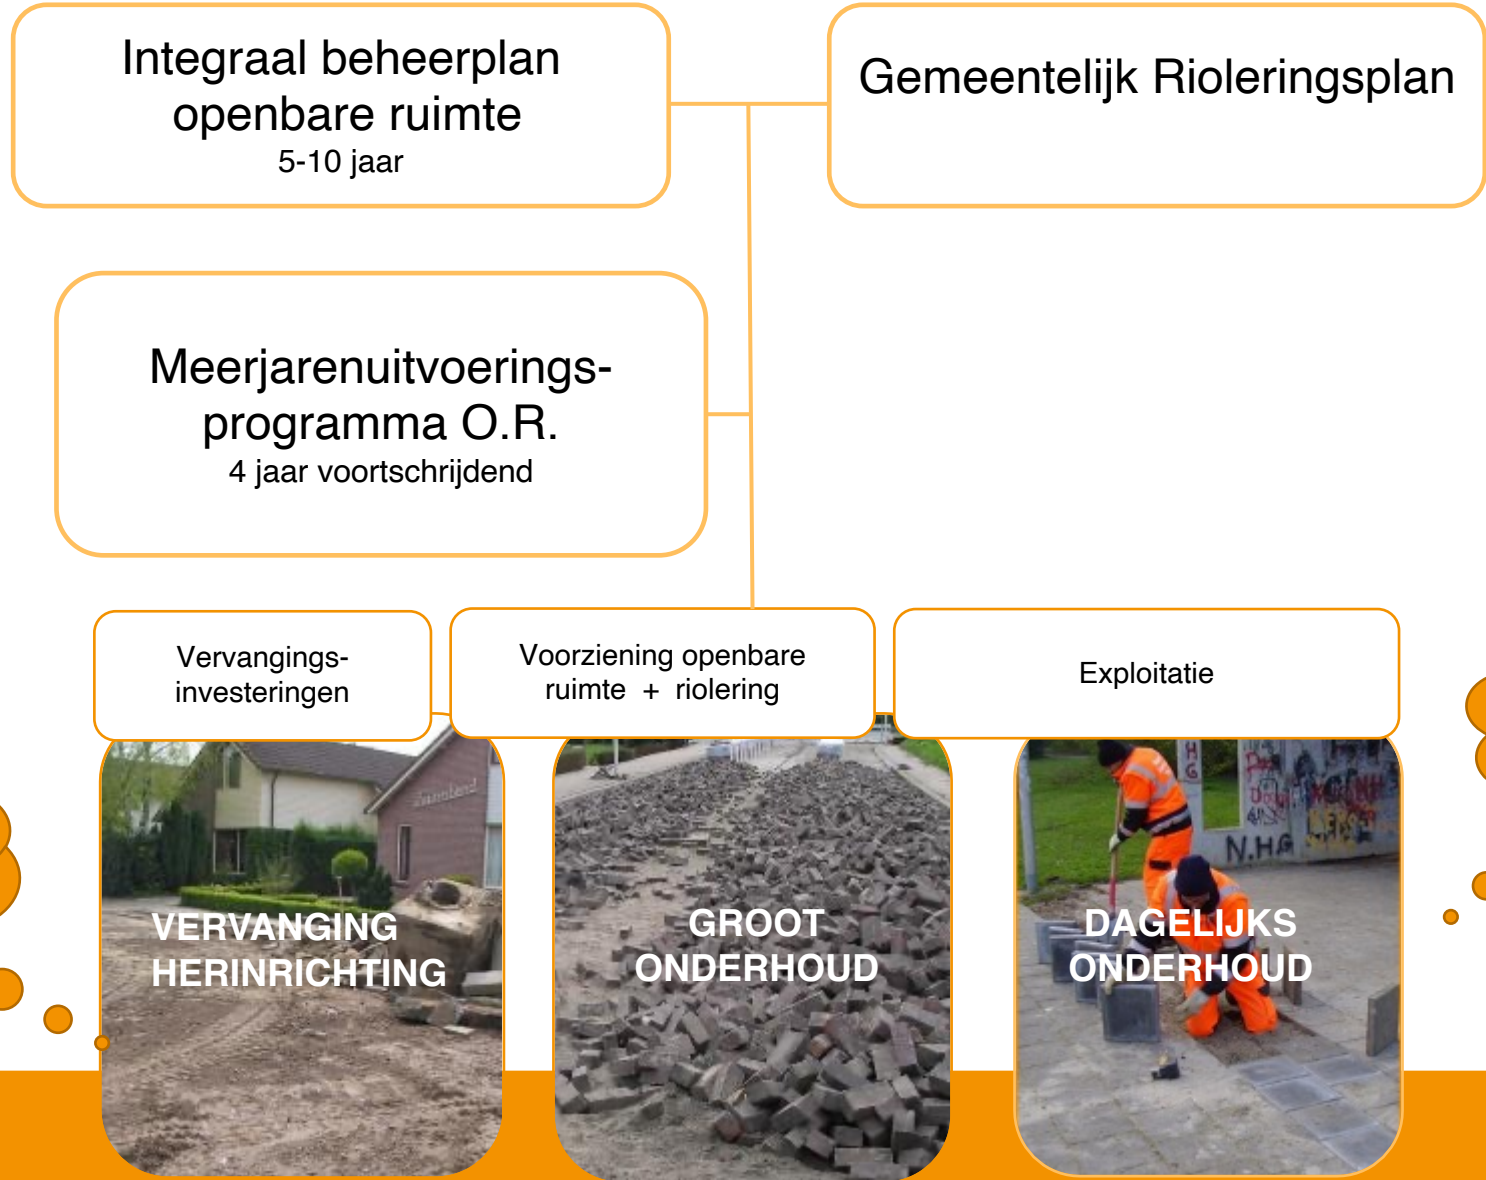 Integraal beheerplan
openbare ruimte
5-10 jaar
Gemeentelijk Rioleringsplan
Meerjarenuitvoerings-
programma O.R.
4 jaar voortschrijdend
Vervangings-
investeringen
Voorziening openbare
ruimte + riolering
Exploitatie
VERVANGING
HERINRICHTING
GROOT
ONDERHOUD
DAGELIJKS
ONDERHOUD
H
G
N.H.G